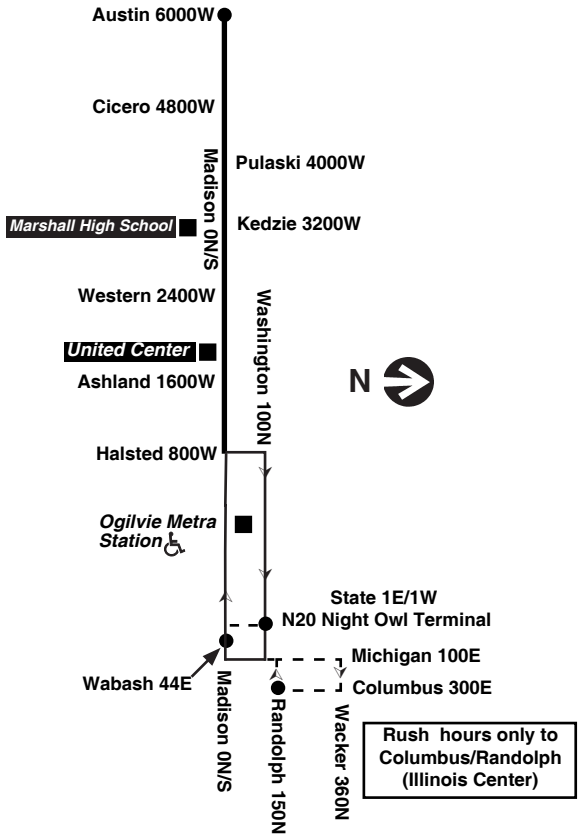 Austin 6000W
Cicero 4800W
Madison 0N/S
Pulaski 4000W
Marshall High School
Kedzie 3200W
Western 2400W
Washington 100N
United Center
Ashland 1600W
N
Halsted 800W
Ogilvie Metra
Station
State 1E/1W
N20 Night Owl Terminal
Michigan 100E
Wabash 44E
Columbus 300E
Madison 0N/S
Randolph 150N
Wacker 360N
Rush hours only to
Columbus/Randolph
(Illinois Center)